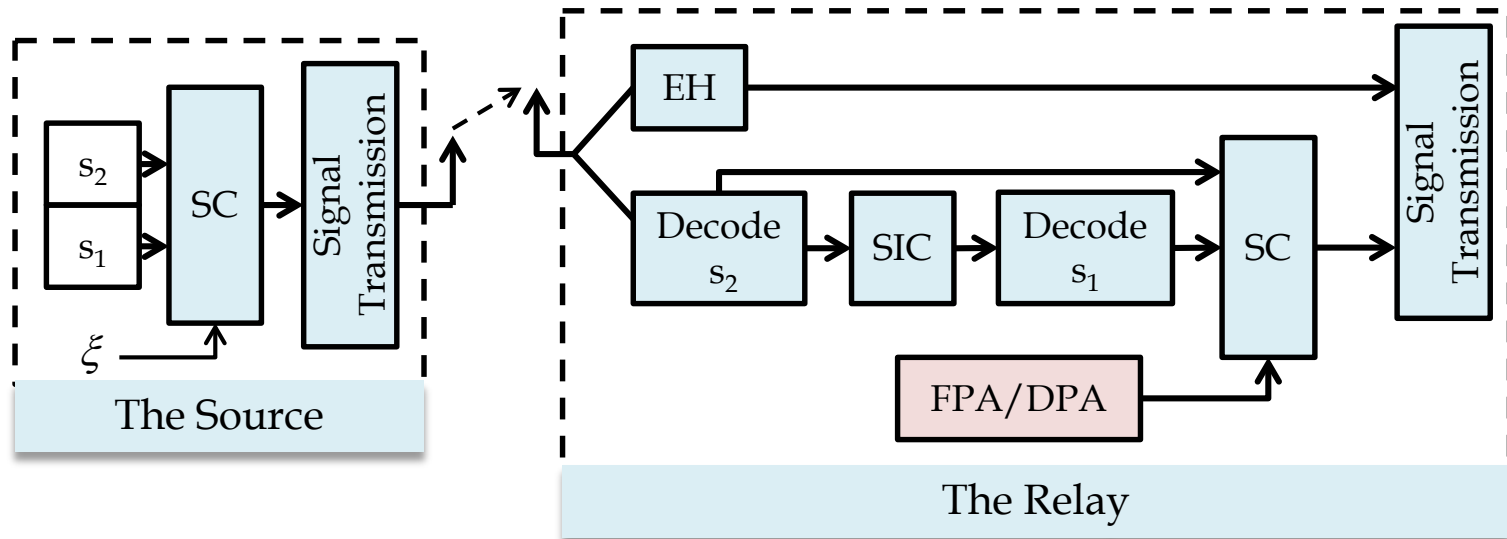 s₂
s₁
SC
Signal
Transmission
ξ
The Source
EH
Decode
s₂
SIC
Decode
s₁
SC
FPA/DPA
Signal
Transmission
The Relay